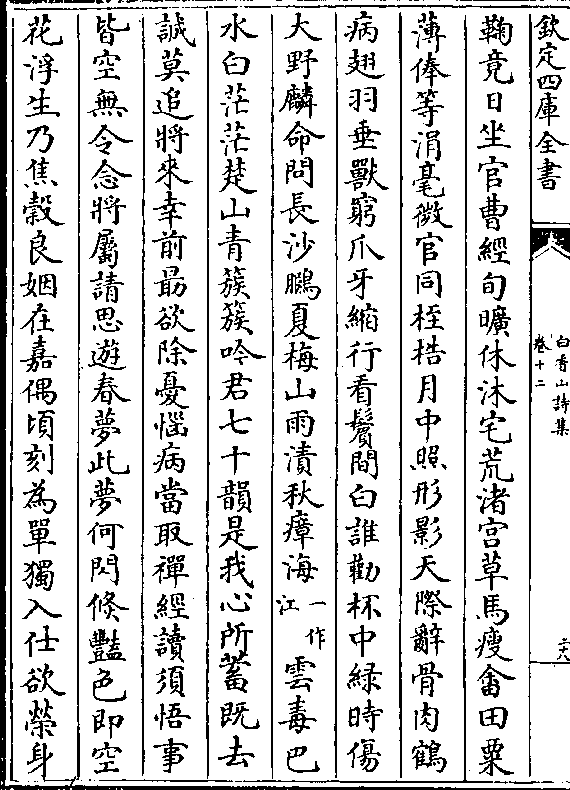 欽定四庫全書
白香山詩集
卷十二
二六
鞠竟日坐官曹經旬曠休沐宅荒渚宫草馬瘦畬田粟
薄俸等涓毫微官同桎梏月中照形影天際辭骨肉鶴
病翅羽垂獸窮爪牙縮行看鬢間白誰勸杯中緑時傷
大野麟命問長沙鵩夏梅山雨漬秋瘴海一作江雲毒巴
水白茫茫楚山青簇簇吟君七十韻是我心所蓄既去
誠莫追將來幸前朂欲除憂惱病當取禪經讀須悟事
皆空無令念將屬請思遊春夢此夢何閃倐豔色即空
花浮生乃焦榖良姻在嘉偶頃刻為單獨入仕欲榮身